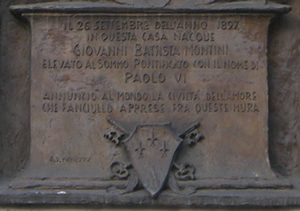 IL 26 SETTEMBRE DELL'ANNO 1897
IN QUESTA CASA NACQUE
GIOVANNI BATTISTA MONTINI
ELEVATO AL SOMMO PONTIFICATO CON IL NOME DI
PAOLO VI
ANNUNCIÒ AL MONDO LA CIVILTÀ DELL'AMORE
CHE FANCIULLO APPRESE FRA QUESTE MURA